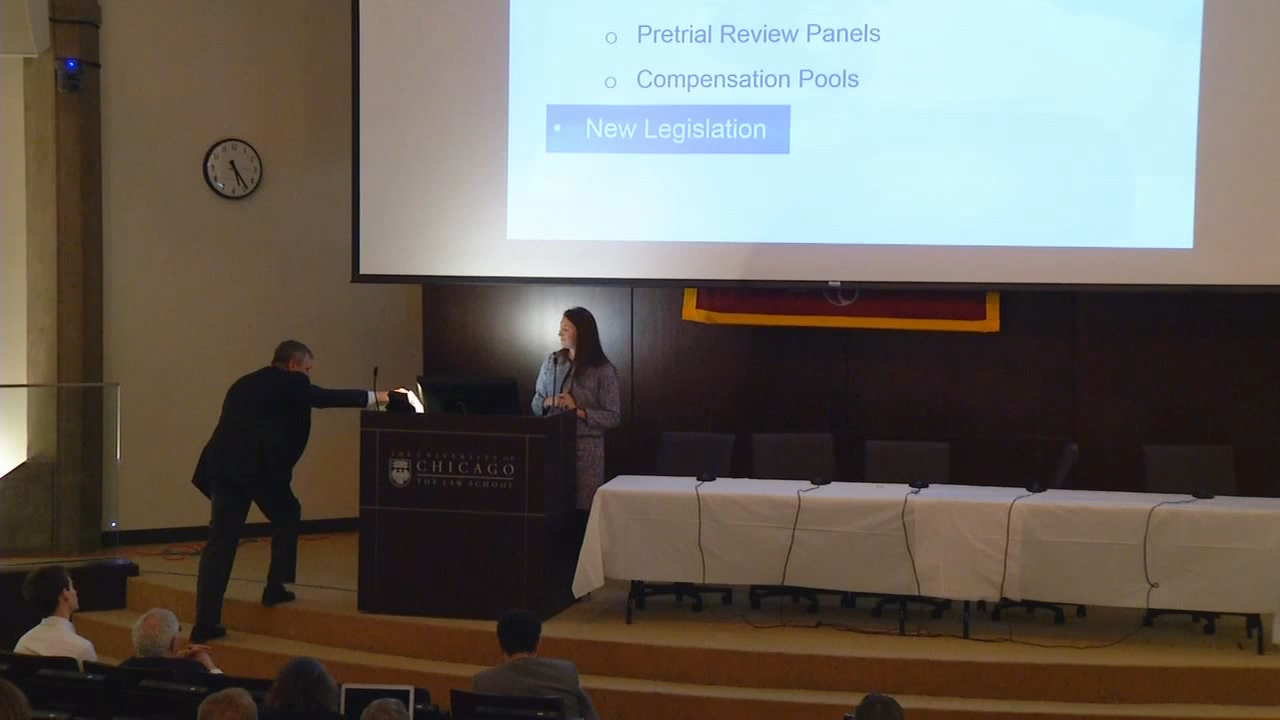 Pretrial Review Panels
Compensation Pools
New Legislation
THE UNIVERSITY OF
CHICAGO
THE LAW SCHOOL